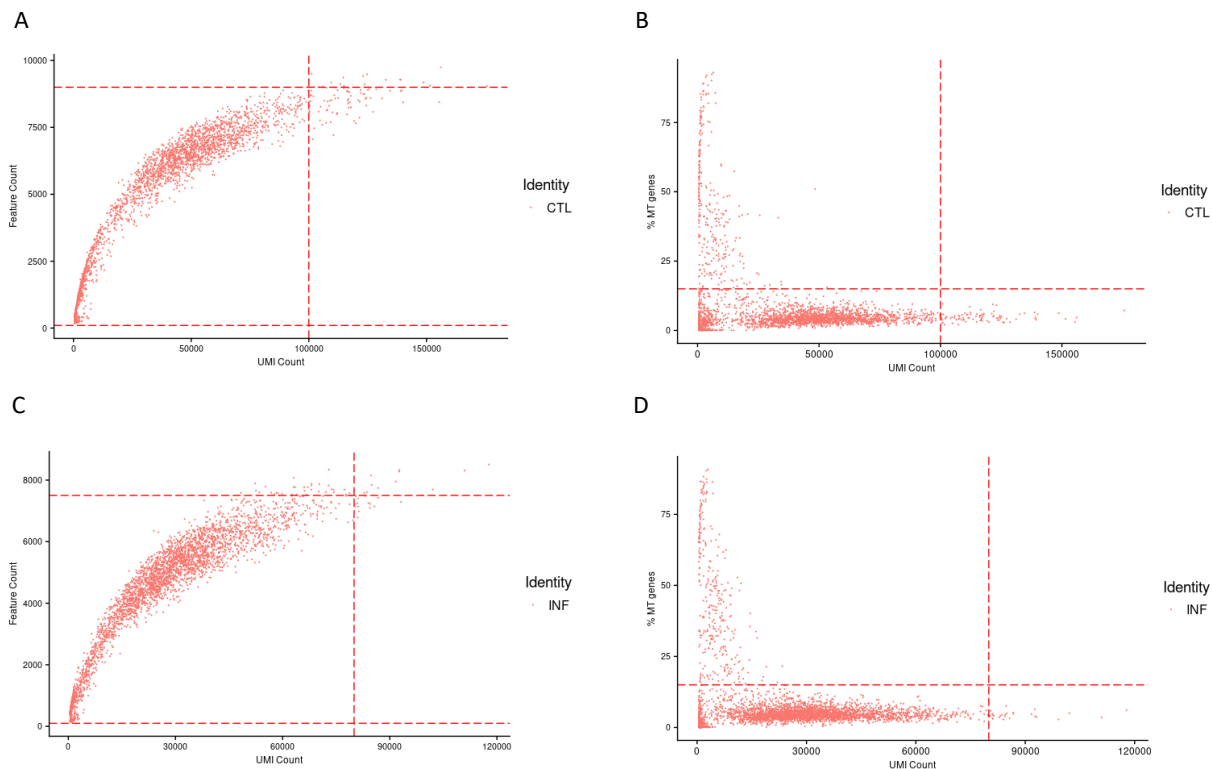 A
10000
7500
5000
2500
0
Feature Count
0
50000
100000
150000
UMI Count
Identity
CTL
B
75
50
25
0
% MT genes
0
50000
100000
150000
UMI Count
Identity
CTL
C
8000
6000
4000
2000
0
Feature Count
0
30000
60000
90000
120000
UMI Count
Identity
INF
D
75
50
25
0
% MT genes
0
30000
60000
90000
120000
UMI Count
Identity
INF